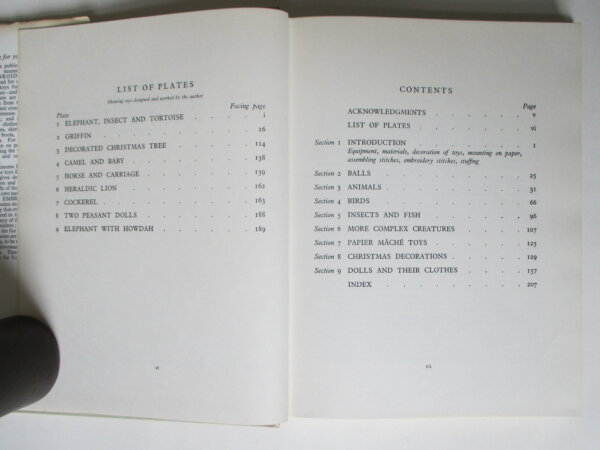 LIST OF PLATES
Showing toys designed and worked by the author
Plate Facing page
1 ELEPHANT, INSECT AND TORTOISE . . . . i
2 GRIFFIN . . . . . . . . 16
3 DECORATED CHRISTMAS TREE . . . . . 114
4 CAMEL AND BABY . . . . . . 138
5 HORSE AND CARRIAGE . . . . . . 139
6 HERALDIC LION . . . . . . . 162
7 COCKEREL . . . . . . . . 163
8 TWO PEASANT DOLLS . . . . . . 188
9 ELEPHANT WITH HOWDAH . . . . . 189
vi
CONTENTS
Page
ACKNOWLEDGMENTS . . . . . . v
LIST OF PLATES . . . . . . . vi
Section 1 INTRODUCTION . . . . . . . 1
Equipment, materials, decoration of toys, mounting on paper,
assembling stitches, embroidery stitches, stuffing
Section 2 BALLS . . . . . . . . 25
Section 3 ANIMALS . . . . . . . . 31
Section 4 BIRDS . . . . . . . . 66
Section 5 INSECTS AND FISH . . . . . . 96
Section 6 MORE COMPLEX CREATURES . . . . . 107
Section 7 PAPIER MÂCHÉ TOYS . . . . . . 125
Section 8 CHRISTMAS DECORATIONS . . . . . 129
Section 9 DOLLS AND THEIR CLOTHES . . . . . 157
INDEX . . . . . . . . 207
vii